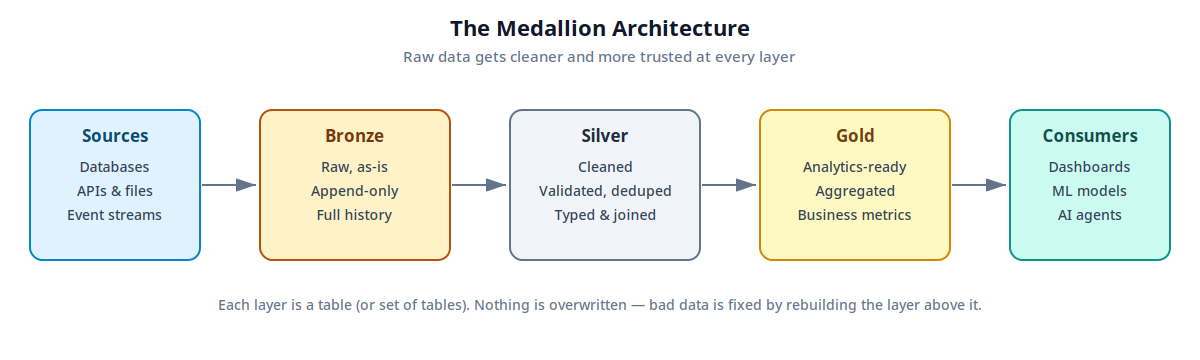 The Medallion Architecture
Raw data gets cleaner and more trusted at every layer
Sources
Databases
APIs & files
Event streams
Bronze
Raw, as-is
Append-only
Full history
Silver
Cleaned
Validated, deduped
Typed & joined
Gold
Analytics-ready
Aggregated
Business metrics
Consumers
Dashboards
ML models
AI agents
Each layer is a table (or set of tables). Nothing is overwritten — bad data is fixed by rebuilding the layer above it.